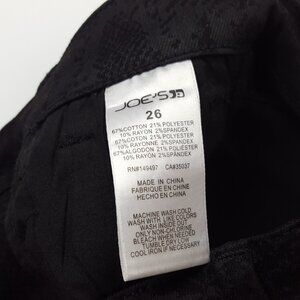 JOE'S
26
67%COTTON 21% POLYESTER
10% RAYON 2%SPANDEX
67%COTON 21% POLYESTER
10% RAYONNE 2% SPANDEX
67%ALGODON 21% POLIESTER
10% RAYON 2%SPANDEX
RN#149497 CA#35037
MADE IN CHINA
FABRIQUE EN CHINE
HECHO EN CHINA
MACHINE WASH COLD
WASH WITH LIKE COLORS
WASH INSIDE OUT
ONLY NON-CHLORINE
BLEACH WHEN NEEDED
TUMBLE DRY LOW
COOL IRON IF NECESSARY